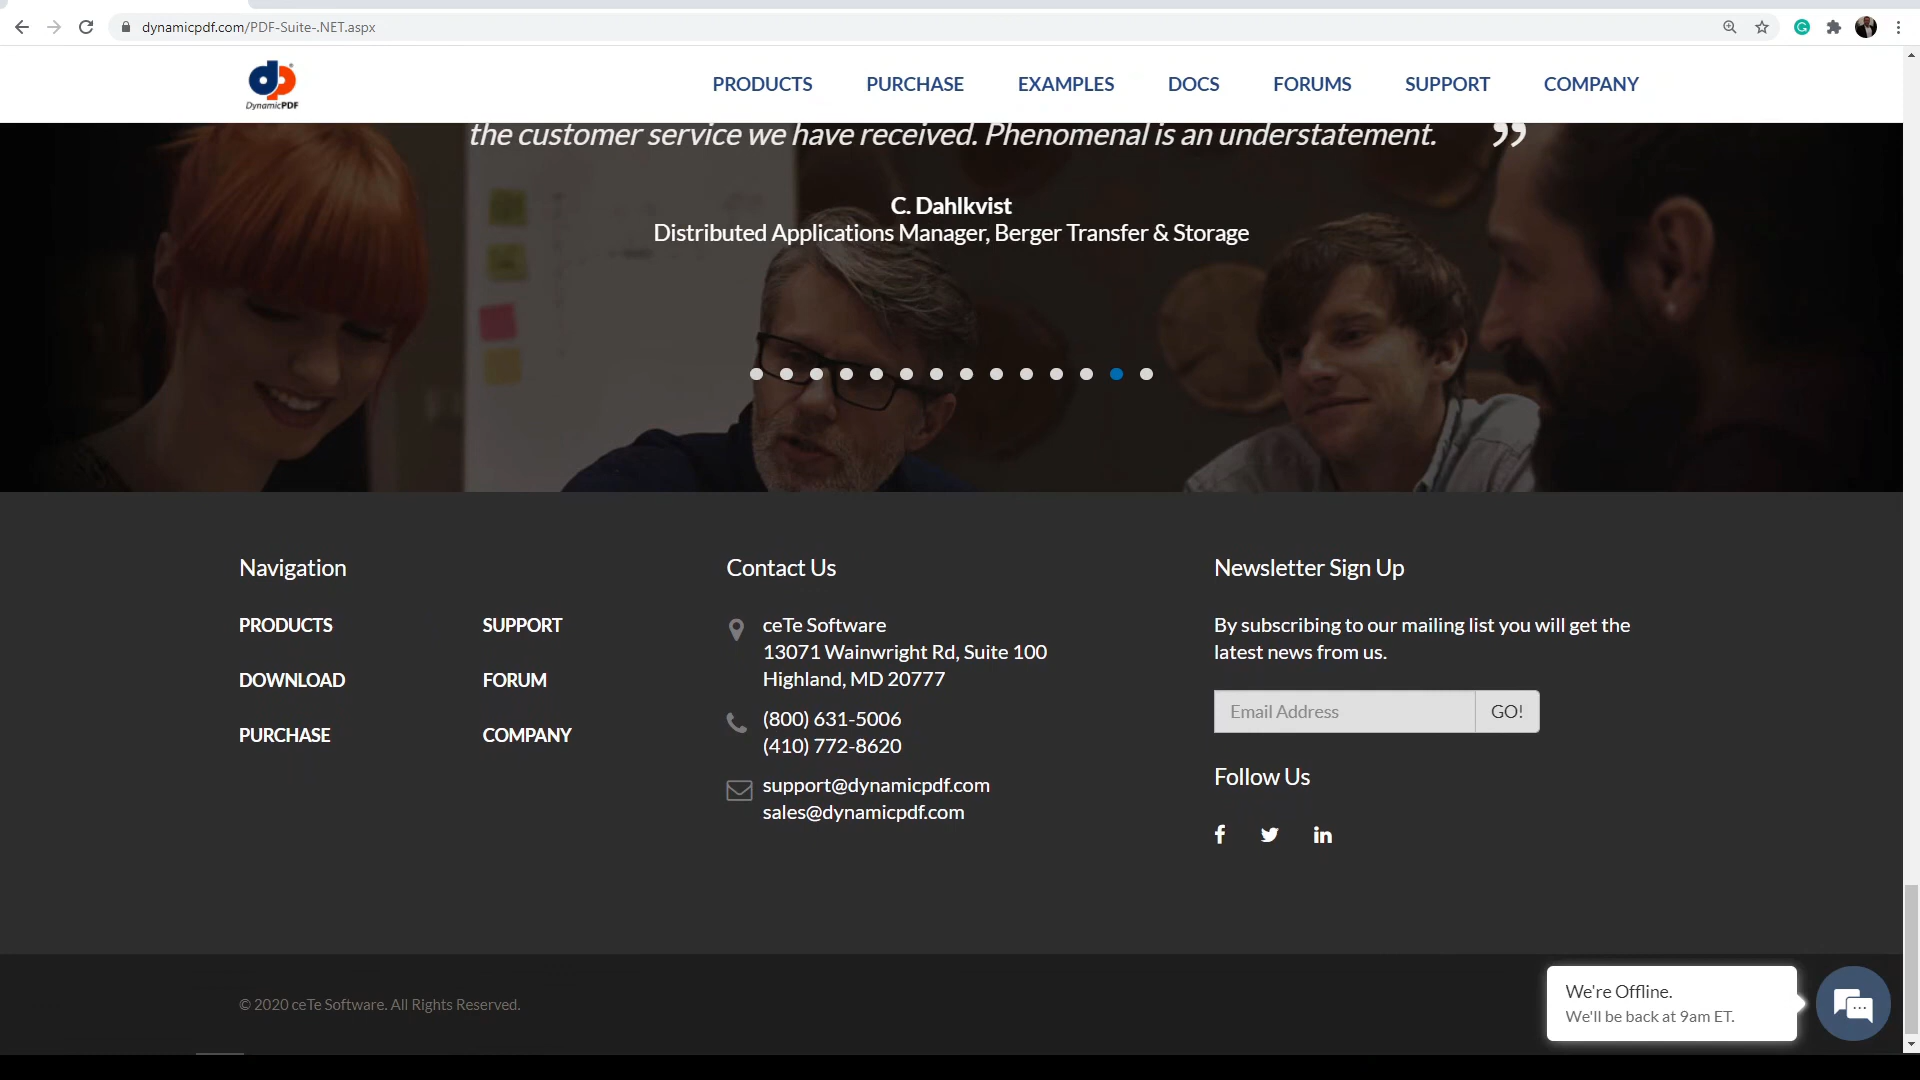 dynamicpdf.com/PDF-Suite-.NET.aspx
dp
DynamicPDF
PRODUCTS
PURCHASE
EXAMPLES
DOCS
FORUMS
SUPPORT
COMPANY
the customer service we have received. Phenomenal is an understatement. ”
C. Dahlkvist
Distributed Applications Manager, Berger Transfer & Storage
Navigation
PRODUCTS
SUPPORT
DOWNLOAD
FORUM
PURCHASE
COMPANY
Contact Us
ceTe Software
13071 Wainwright Rd, Suite 100
Highland, MD 20777
(800) 631-5006
(410) 772-8620
support@dynamicpdf.com
sales@dynamicpdf.com
Newsletter Sign Up
By subscribing to our mailing list you will get the
latest news from us.
Email Address
GO!
Follow Us
© 2020 ceTe Software. All Rights Reserved.
We're Offline.
We'll be back at 9am ET.